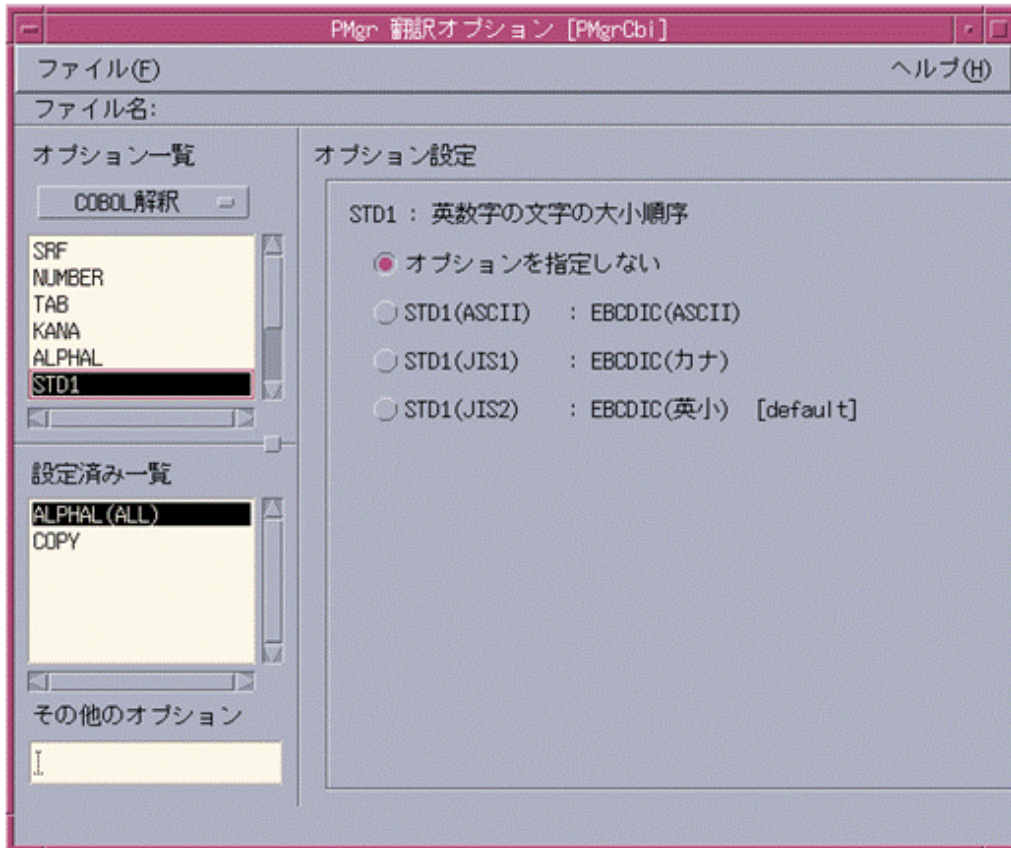 PMgr 翻訳オプション [PMgrCbi]
ファイル(F) ヘルプ(H)
ファイル名:
オプション一覧
COBOL解釈
SRF
NUMBER
TAB
KANA
ALPHAL
STD1
設定済み一覧
ALPHAL(ALL)
COPY
その他のオプション
オプション設定
STD1 : 英数字の文字の大小順序
オプションを指定しない
STD1(ASCII) : EBCDIC(ASCII)
STD1(JIS1) : EBCDIC(カナ)
STD1(JIS2) : EBCDIC(英小) [default]